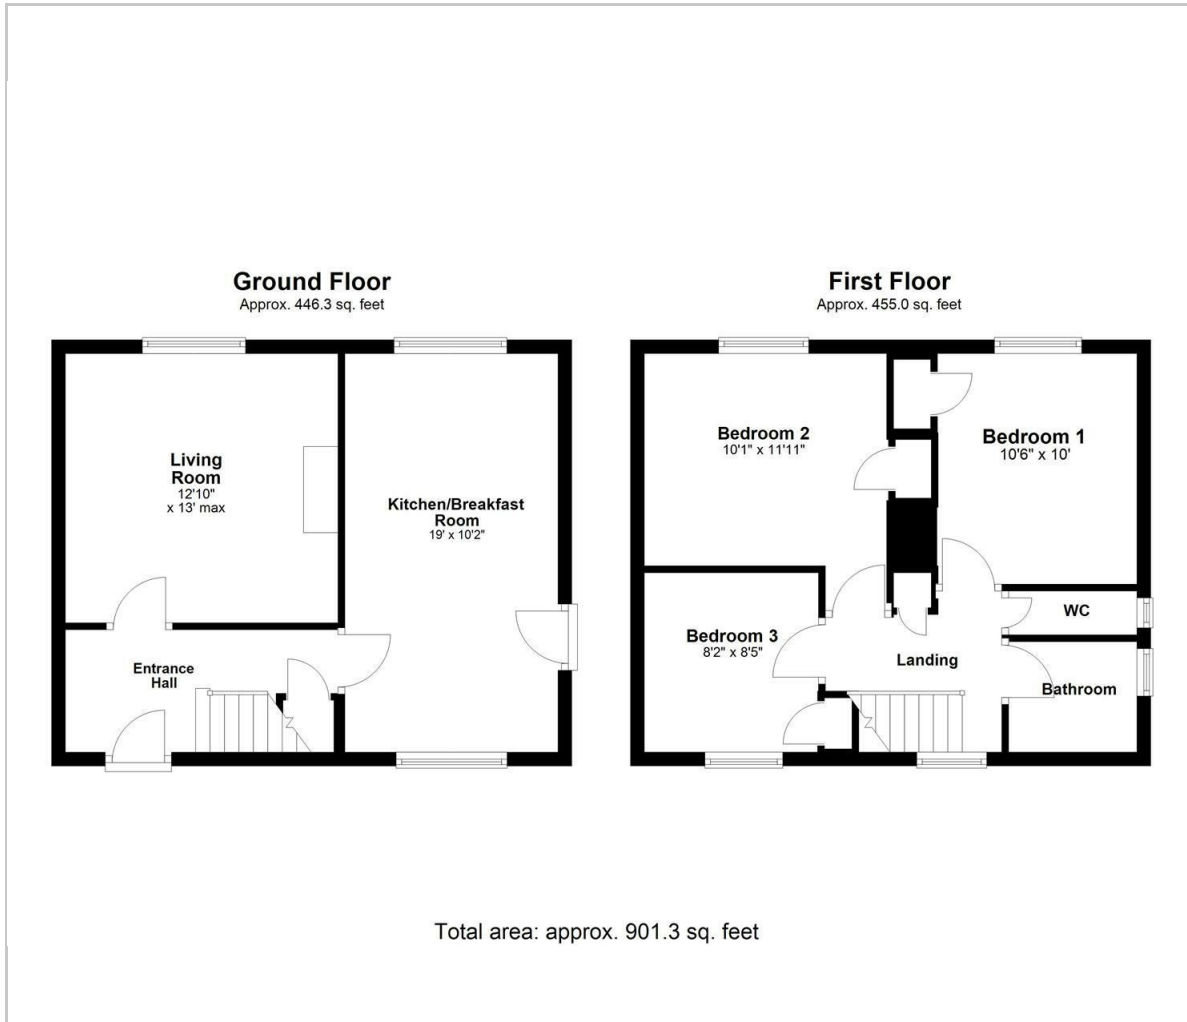 Ground Floor
Approx. 446.3 sq. feet
Living
Room
12'10"
x 13' max
Kitchen/Breakfast
Room
19' x 10'2"
Entrance
Hall
First Floor
Approx. 455.0 sq. feet
Bedroom 2
10'1" x 11'11"
Bedroom 1
10'6" x 10'
Bedroom 3
8'2" x 8'5"
WC
Landing
Bathroom
Total area: approx. 901.3 sq. feet